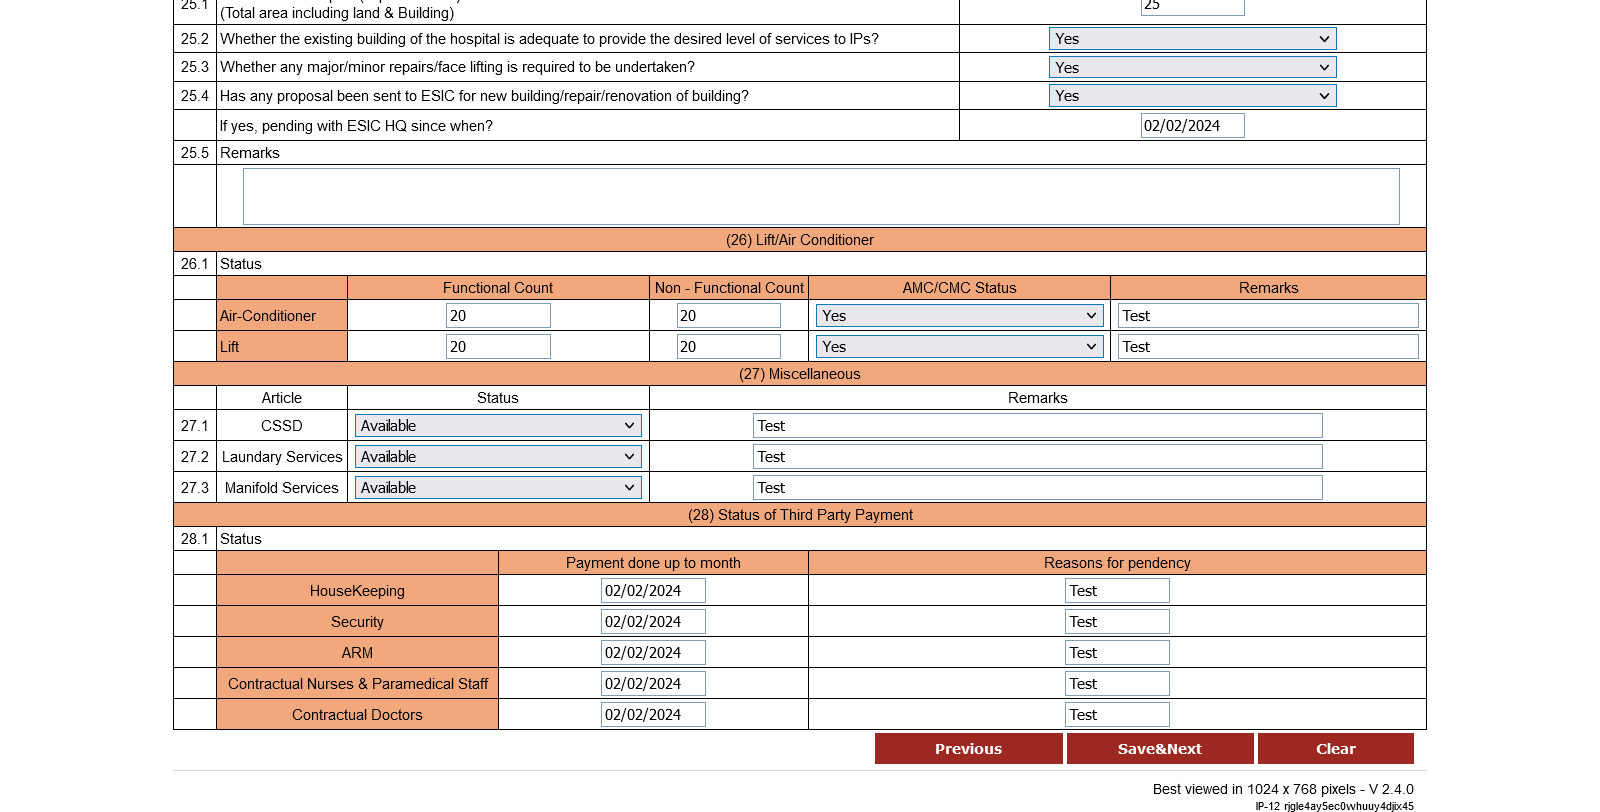 25.1
(Total area including land & Building)
25
25.2 Whether the existing building of the hospital is adequate to provide the desired level of services to IPs? Yes
25.3 Whether any major/minor repairs/face lifting is required to be undertaken? Yes
25.4 Has any proposal been sent to ESIC for new building/repair/renovation of building? Yes
If yes, pending with ESIC HQ since when? 02/02/2024
25.5 Remarks
(26) Lift/Air Conditioner
26.1 Status
Functional Count Non - Functional Count AMC/CMC Status Remarks
Air-Conditioner 20 20 Yes Test
Lift 20 20 Yes Test
(27) Miscellaneous
Article Status Remarks
27.1 CSSD Available Test
27.2 Laundary Services Available Test
27.3 Manifold Services Available Test
(28) Status of Third Party Payment
28.1 Status
Payment done up to month Reasons for pendency
HouseKeeping 02/02/2024 Test
Security 02/02/2024 Test
ARM 02/02/2024 Test
Contractual Nurses & Paramedical Staff 02/02/2024 Test
Contractual Doctors 02/02/2024 Test
Previous Save&Next Clear
Best viewed in 1024 x 768 pixels - V 2.4.0